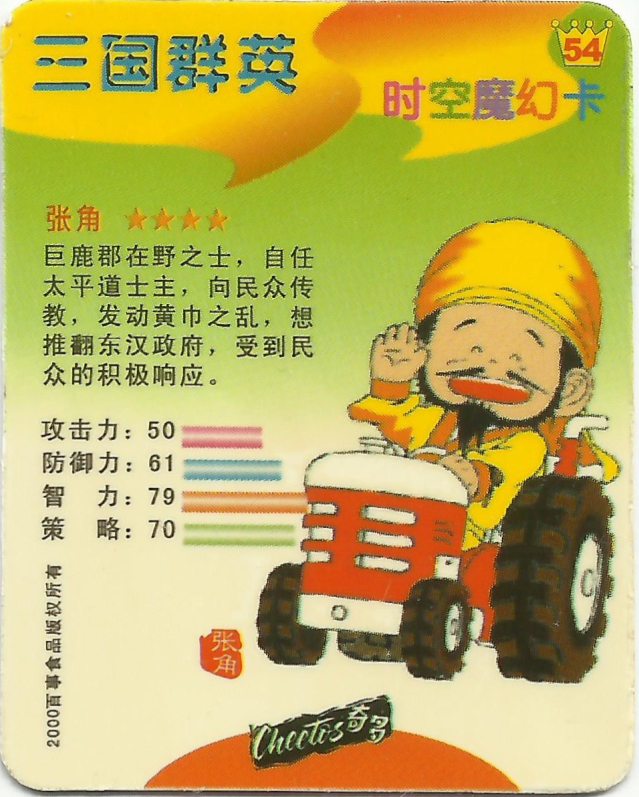 三国群英
54
时空魔幻卡
张角 ★★★★
巨鹿郡在野之士，自任
太平道士主，向民众传
教，发动黄巾之乱，想
推翻东汉政府，受到民
众的积极响应。
攻击力：50
防御力：61
智 力：79
策 略：70
2000百事食品版权所有
张角
Cheetos奇多